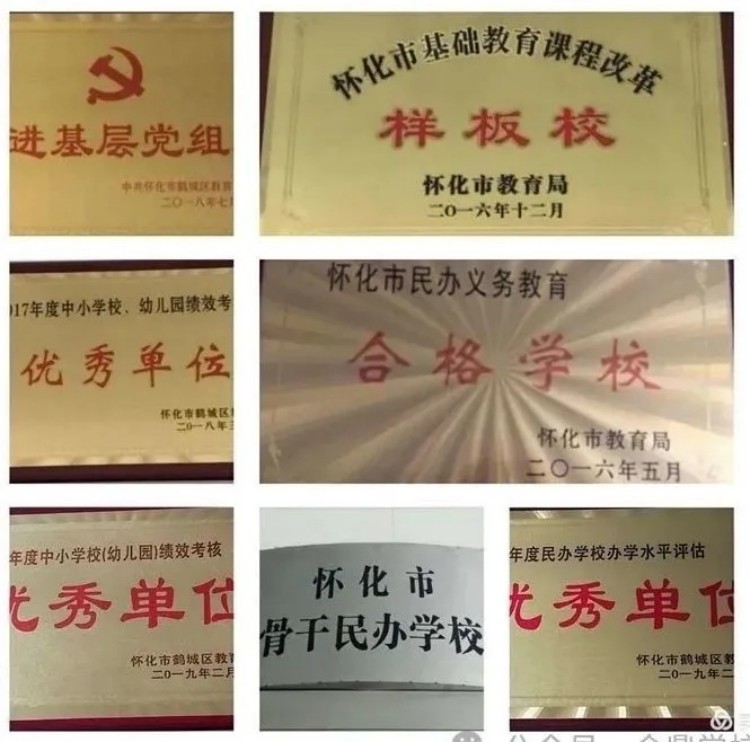 进基层党组
中共怀化市鹤城区教育
二〇一八年七月
怀化市基础教育课程改革
样板校
怀化市教育局
二〇一六年十二月
017年度中小学校、幼儿园绩效考
优秀单位
怀化市鹤城区
二〇一八年三
怀化市民办义务教育
合格学校
怀化市教育局
二〇一六年五月
年度中小学校(幼儿园)绩效考核
优秀单位
怀化市鹤城区教育
二〇一九年二月
怀化市
骨干民办学校
年度民办学校办学水平评估
优秀单位
怀化市鹤城区教
二〇一九年二